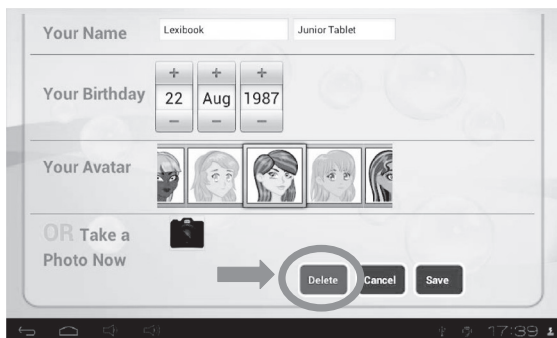 Your Name Lexibook Junior Tablet
+ + +
Your Birthday 22 Aug 1987
- - -
Your Avatar
OR Take a
Photo Now
Delete Cancel Save
17:39